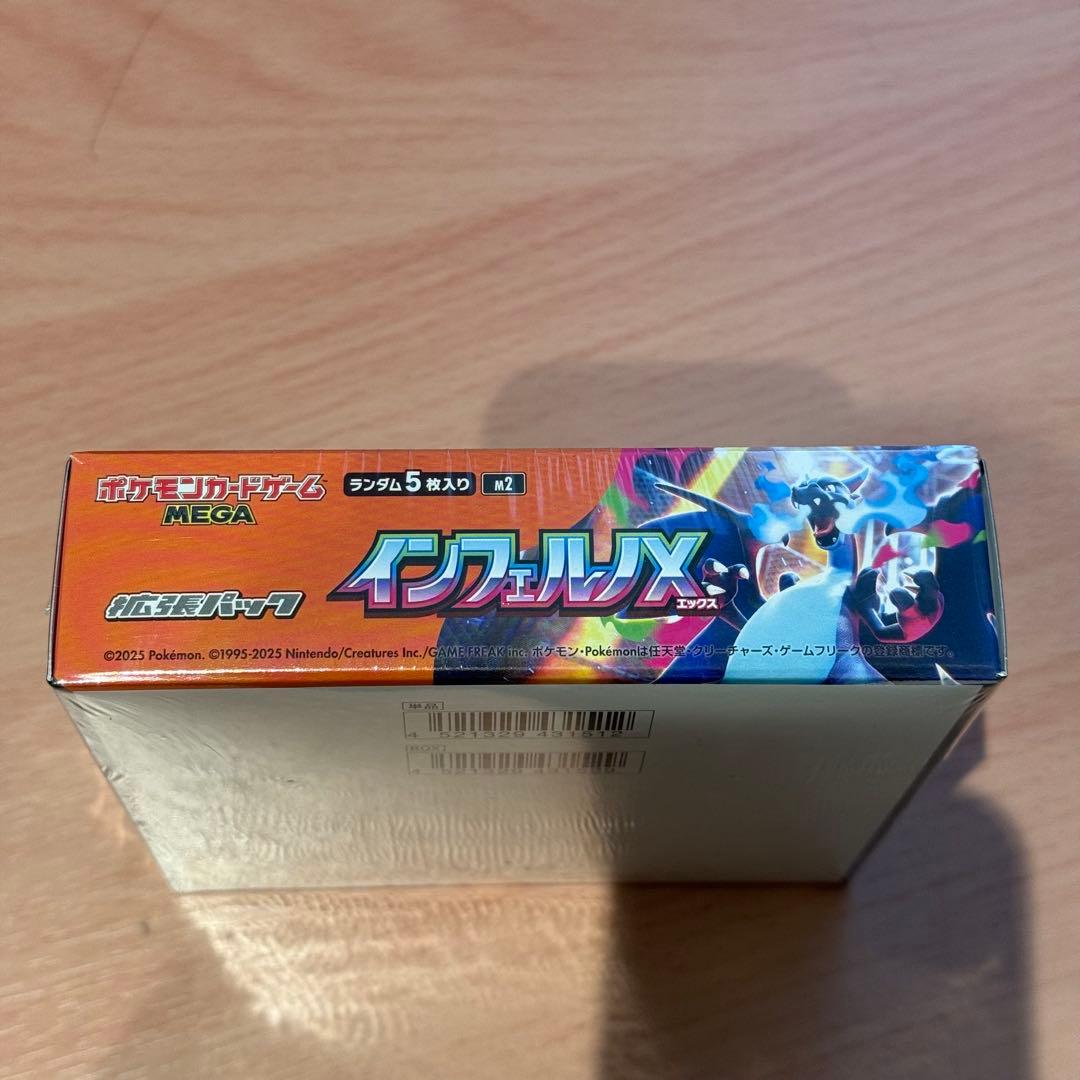 ポケモンカードゲーム
MEGA
ランダム5枚入り
M2
拡張パック
インフェルノX
エックス
©2025 Pokémon. ©1995-2025 Nintendo/Creatures Inc./GAME FREAK inc. ポケモン・Pokémonは任天堂・クリーチャーズ・ゲームフリークの登録商標です。
単品
4 521329 431512
BOX